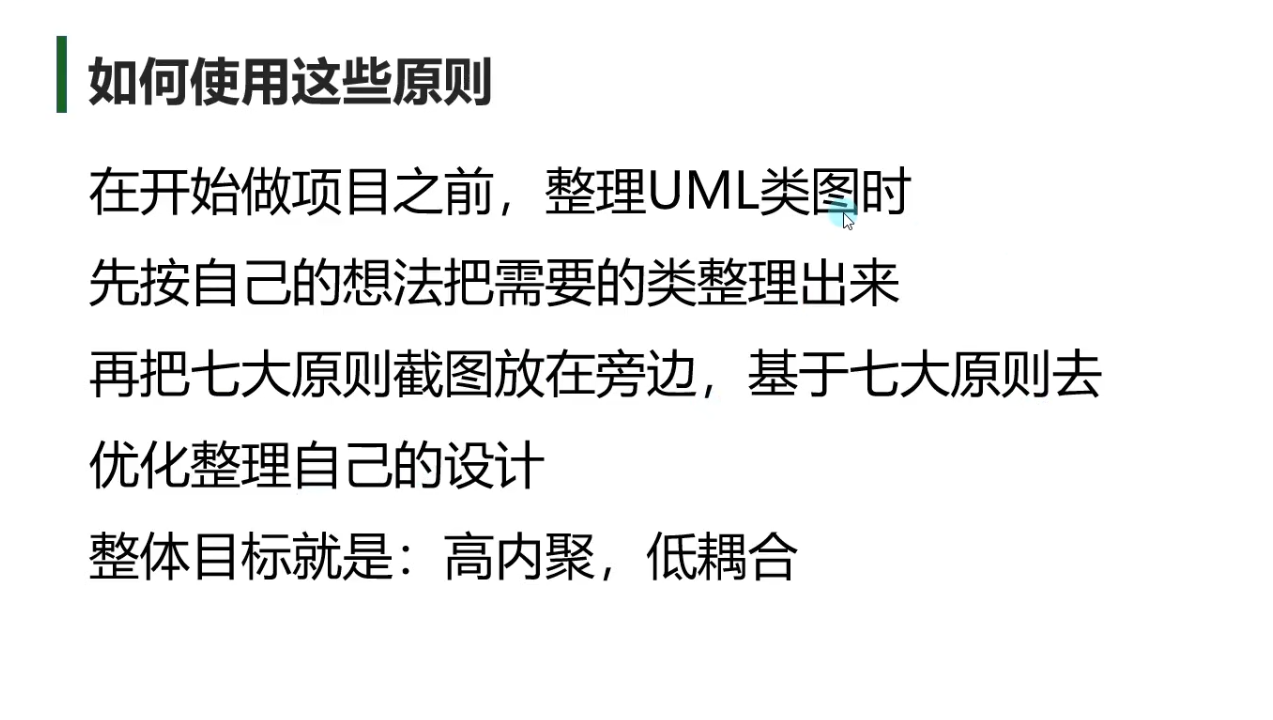 如何使用这些原则
在开始做项目之前，整理UML类图时
先按自己的想法把需要的类整理出来
再把七大原则截图放在旁边，基于七大原则去
优化整理自己的设计
整体目标就是：高内聚，低耦合